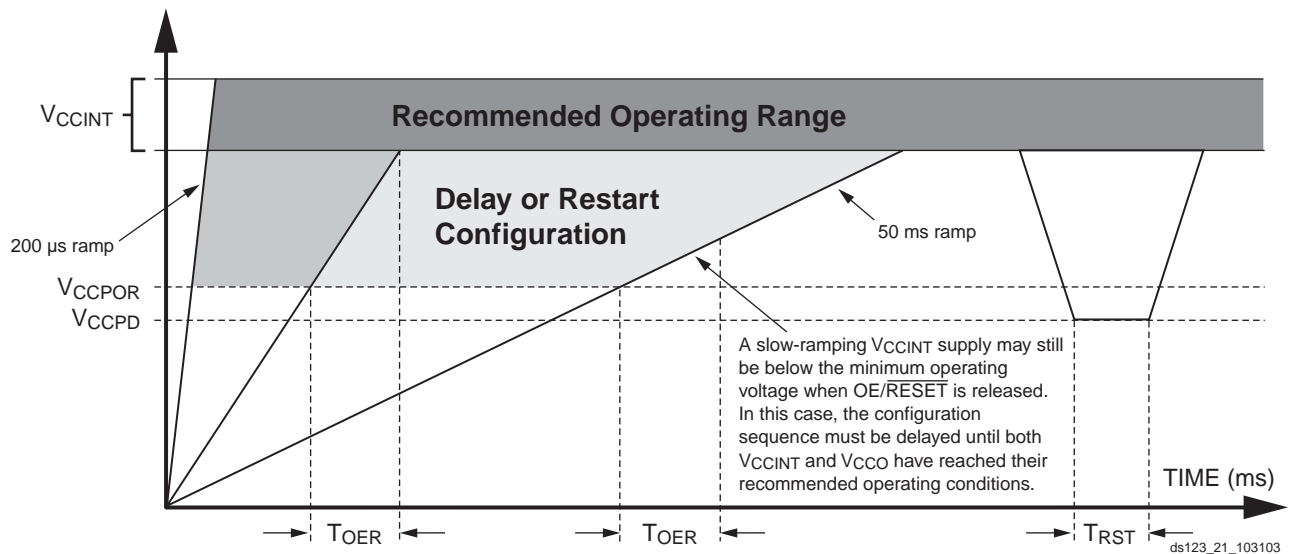 Recommended Operating Range
VCCINT
Delay or Restart
Configuration
200 µs ramp
50 ms ramp
VCCPOR
VCCPD
A slow-ramping VCCINT supply may still
be below the minimum operating
voltage when OE/RESET is released.
In this case, the configuration
sequence must be delayed until both
VCCINT and VCCO have reached their
recommended operating conditions.
TIME (ms)
TOER
TOER
TRST
ds123_21_103103